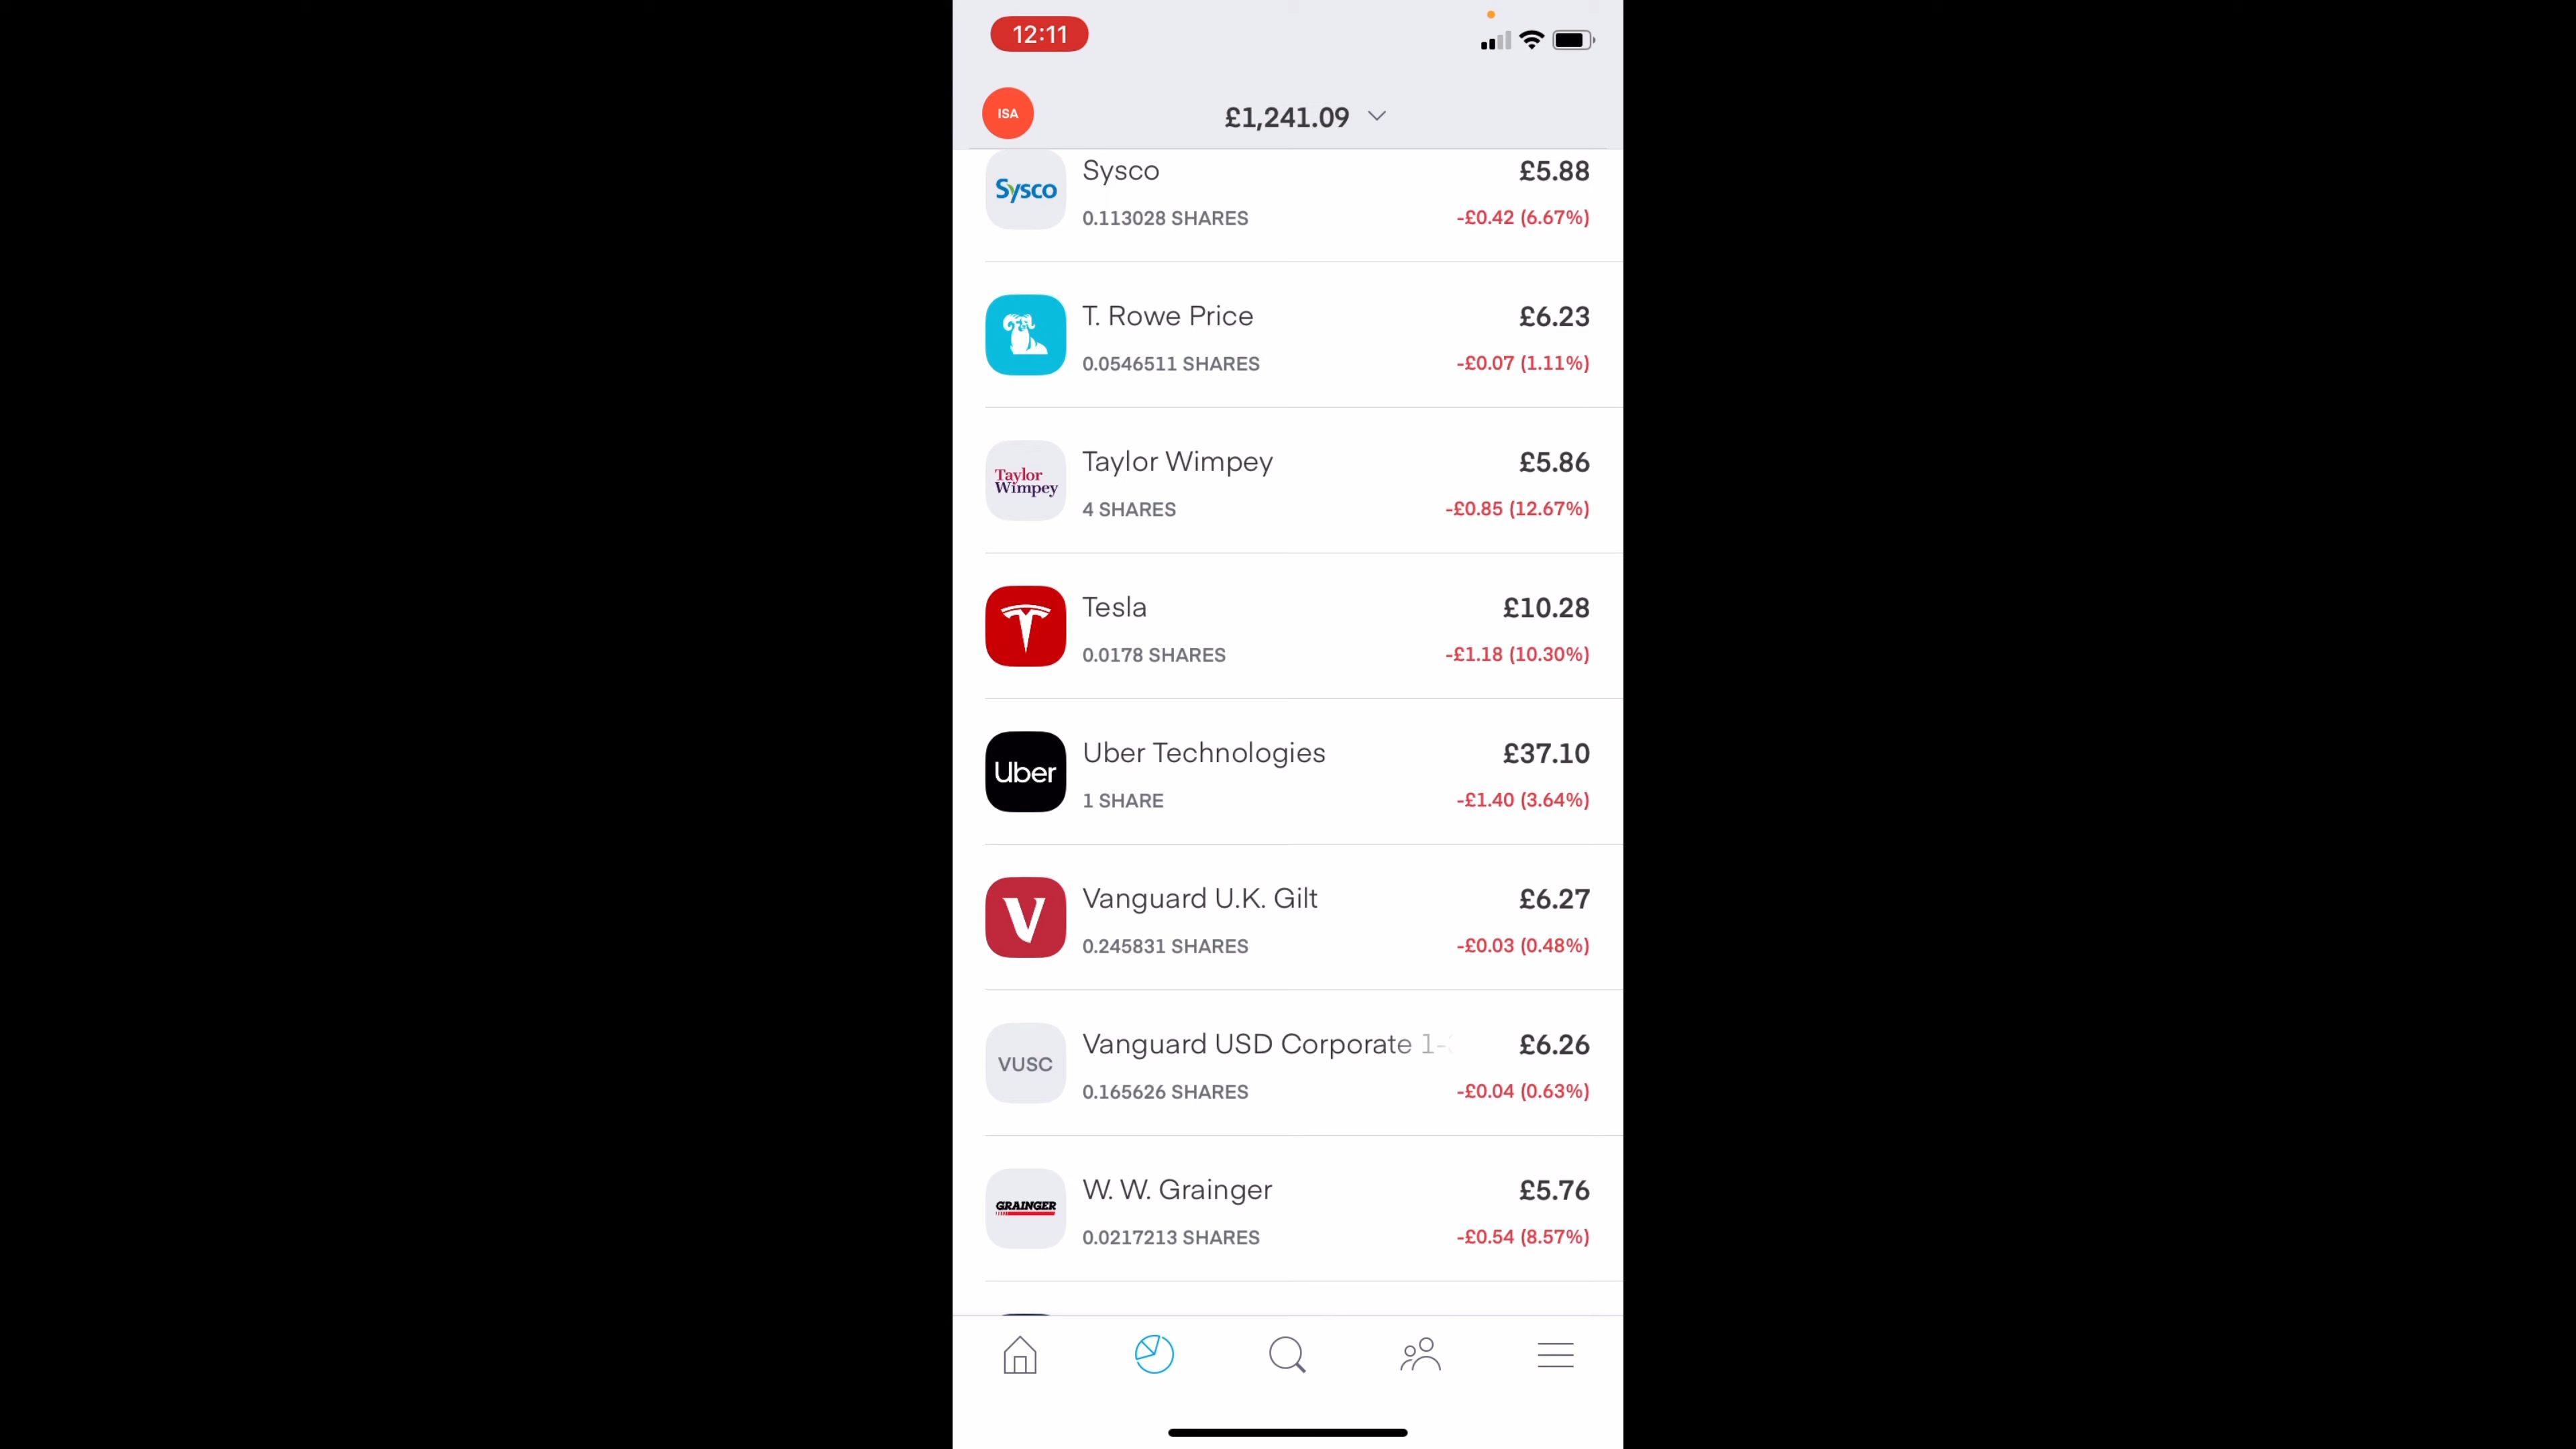 12:11
ISA
£1,241.09
Sysco
Sysco
£5.88
0.113028 SHARES
-£0.42 (6.67%)
T. Rowe Price
£6.23
0.0546511 SHARES
-£0.07 (1.11%)
Taylor
Wimpey
Taylor Wimpey
£5.86
4 SHARES
-£0.85 (12.67%)
Tesla
£10.28
0.0178 SHARES
-£1.18 (10.30%)
Uber
Uber Technologies
£37.10
1 SHARE
-£1.40 (3.64%)
V
Vanguard U.K. Gilt
£6.27
0.245831 SHARES
-£0.03 (0.48%)
VUSC
Vanguard USD Corporate 1-
£6.26
0.165626 SHARES
-£0.04 (0.63%)
GRAINGER
W. W. Grainger
£5.76
0.0217213 SHARES
-£0.54 (8.57%)